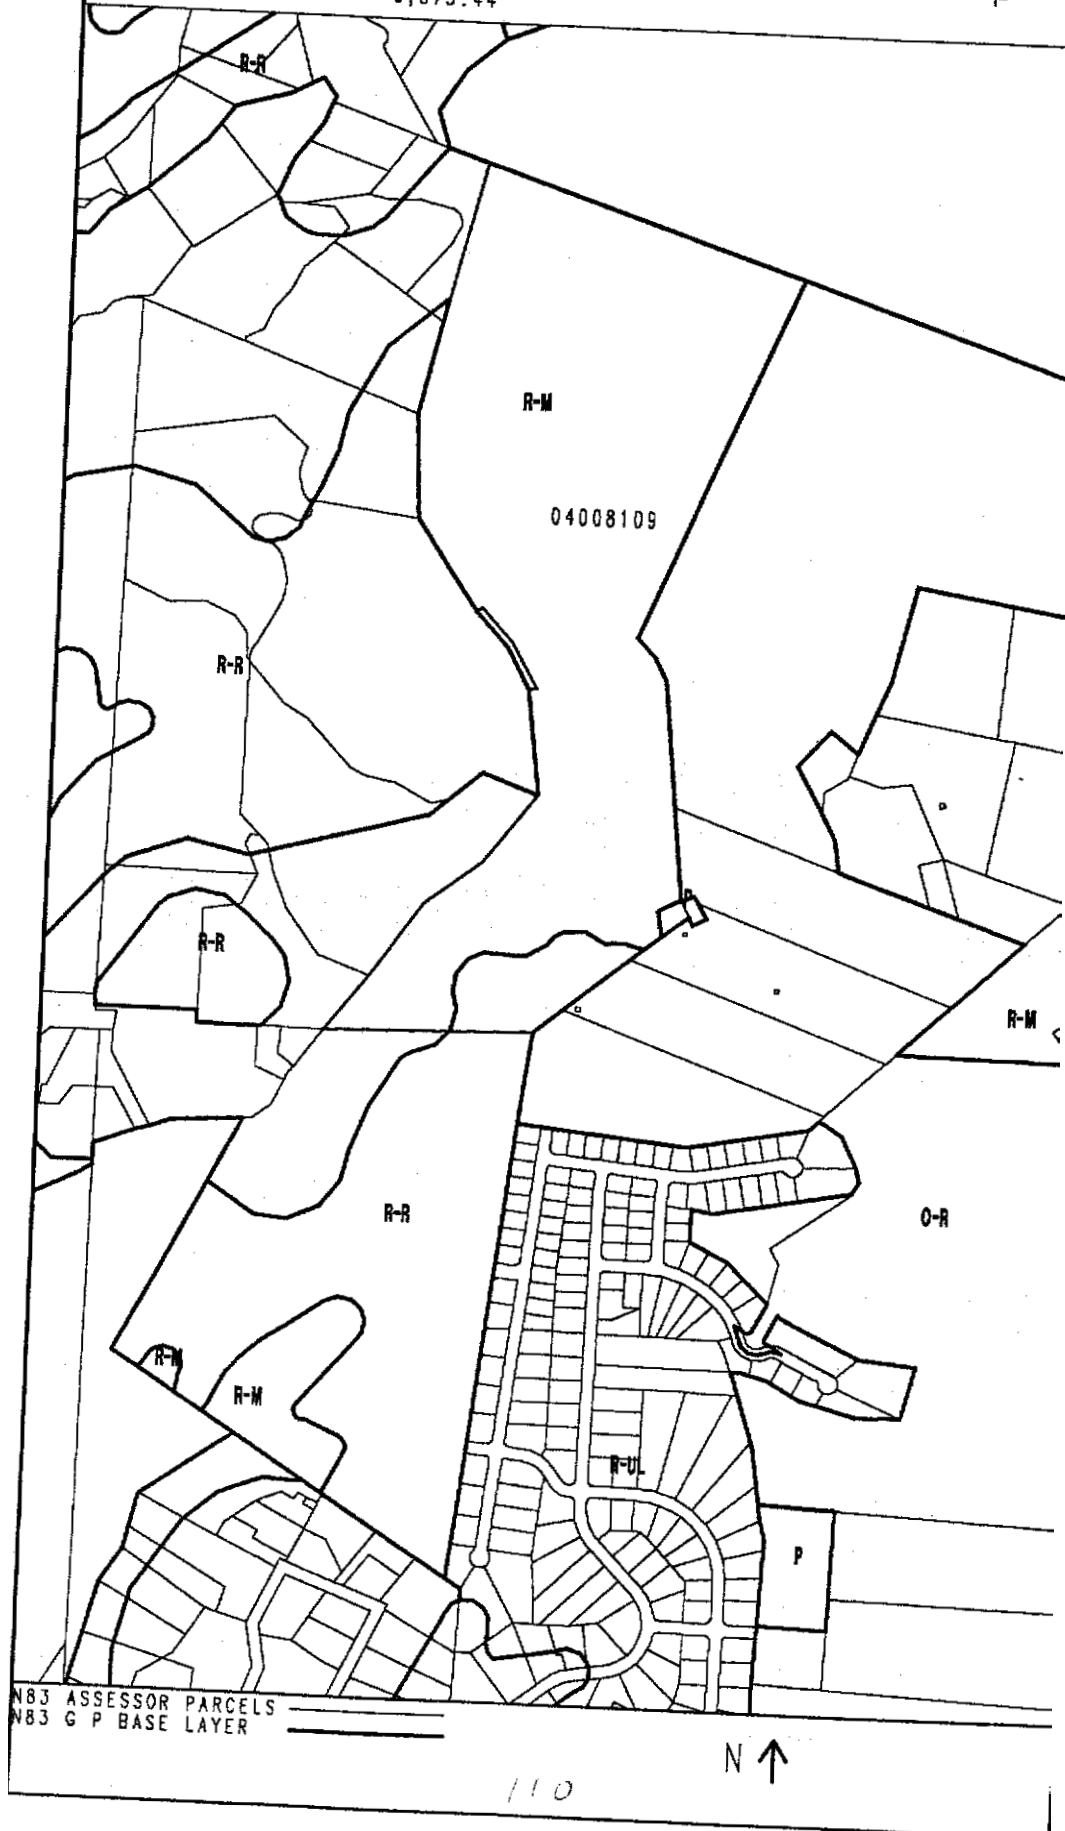 R-R
R-M
04008109
R-R
R-R
R-M
R-R
O-R
R-M
R-M
R-UL
P
N83 ASSESSOR PARCELS
N83 G P BASE LAYER
N
110